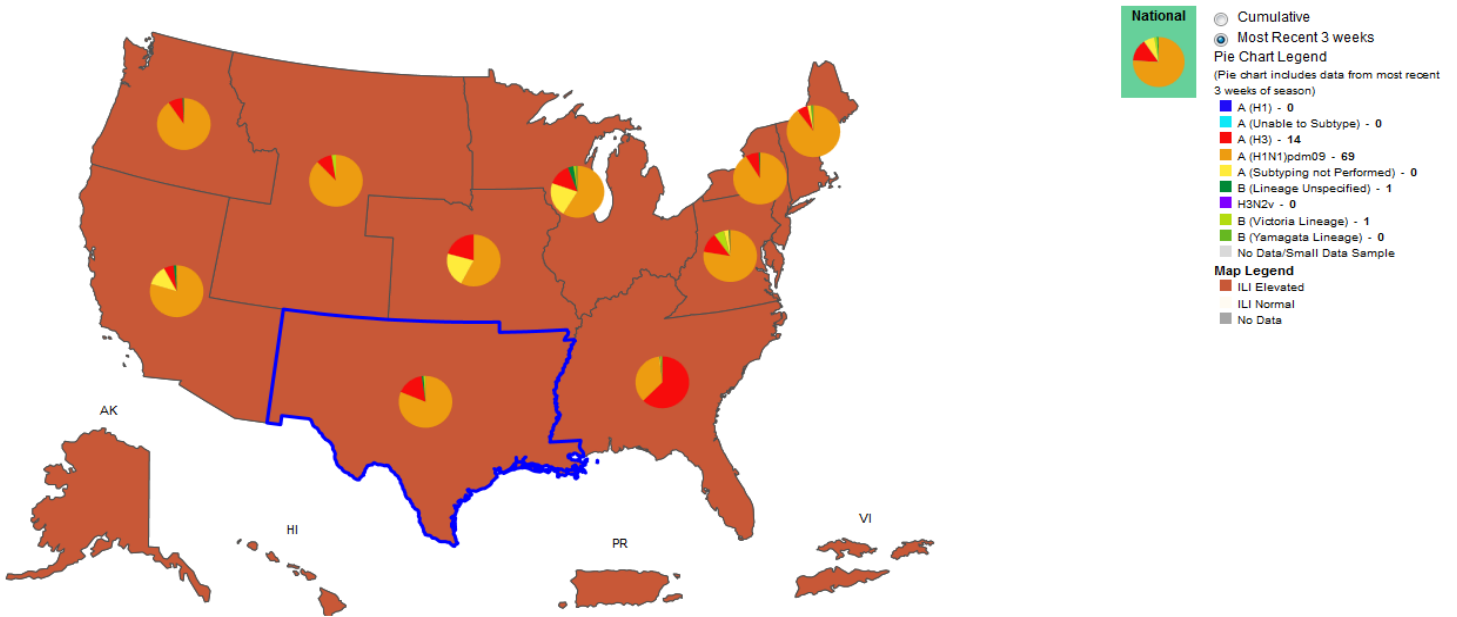 National
Cumulative
Most Recent 3 weeks
Pie Chart Legend
(Pie chart includes data from most recent
3 weeks of season)
A (H1) - 0
A (Unable to Subtype) - 0
A (H3) - 14
A (H1N1)pdm09 - 69
A (Subtyping not Performed) - 0
B (Lineage Unspecified) - 1
H3N2v - 0
B (Victoria Lineage) - 1
B (Yamagata Lineage) - 0
No Data/Small Data Sample
Map Legend
ILI Elevated
ILI Normal
No Data
AK
HI
PR
VI